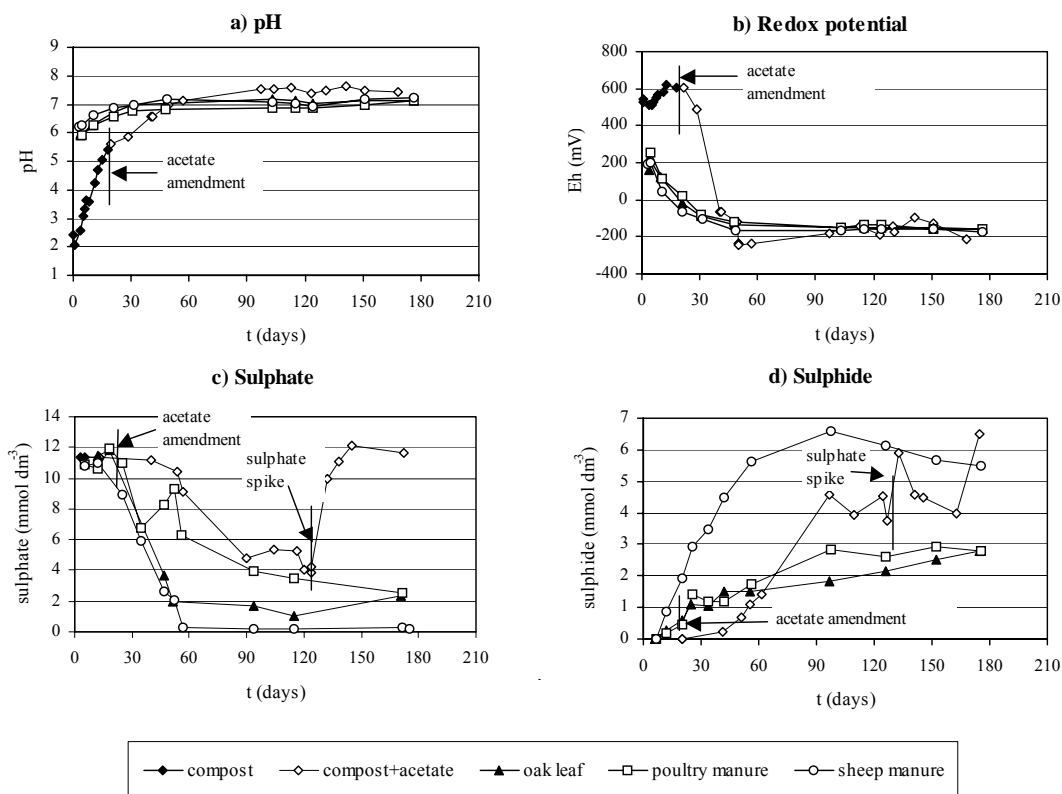 a) pH
9
8
7
6
5
4
3
2
1
pH
acetate
amendment
0 30 60 90 120 150 180 210
t (days)
b) Redox potential
800
600
400
200
0
-200
-400
Eh (mV)
acetate
amendment
0 30 60 90 120 150 180 210
t (days)
c) Sulphate
14
12
10
8
6
4
2
0
sulphate (mmol dm-3)
acetate
amendment
sulphate
spike
0 30 60 90 120 150 180 210
t (days)
d) Sulphide
7
6
5
4
3
2
1
0
sulphide (mmol dm-3)
sulphate
spike
acetate amendment
0 30 60 90 120 150 180 210
t (days)
compost compost+acetate oak leaf poultry manure sheep manure